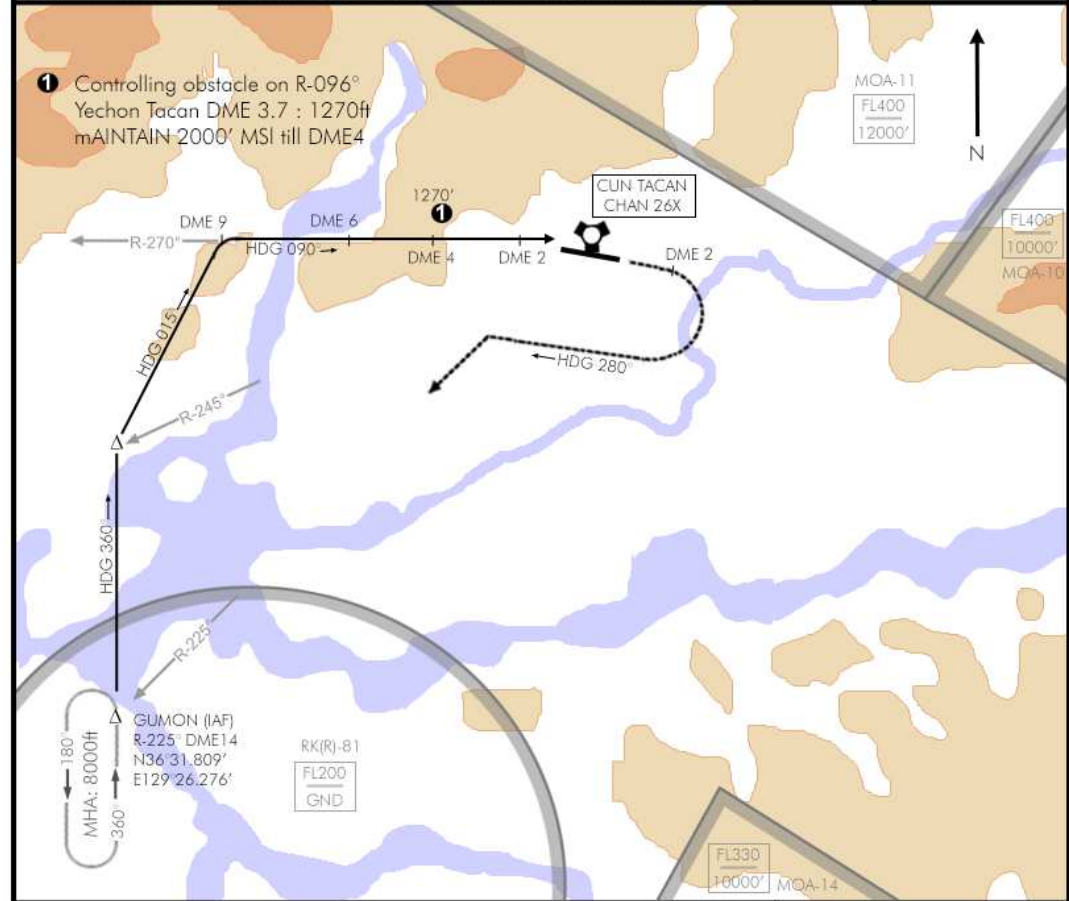 ❶ Controlling obstacle on R-096°
Yechon Tacan DME 3.7 : 1270ft
mAINTAIN 2000' MSl till DME4
MOA-11
FL400
12000'
N
CUN TACAN
CHAN 26X
1270'
❶
FL400
10000'
MOA-10
DME 9
DME 6
R-270°
HDG 090°
DME 4
DME 2
DME 2
HDG 015°
HDG 280°
R-245°
HDG 360°
R-225°
GUMON (IAF)
R-225° DME14
N36°31.809'
E129°26.276'
180°
MHA: 8000ft
360°
RK(R)-81
FL200
GND
FL330
10000'
MOA-14